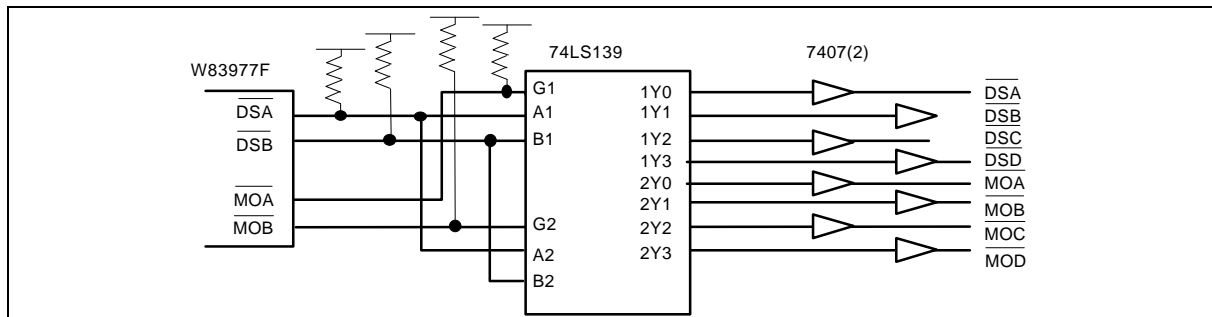 74LS139
7407(2)
W83977F
DSA
DSB
MOA
MOB
G1
A1
B1
G2
A2
B2
1Y0
1Y1
1Y2
1Y3
2Y0
2Y1
2Y2
2Y3
DSA
DSB
DSC
DSD
MOA
MOB
MOC
MOD